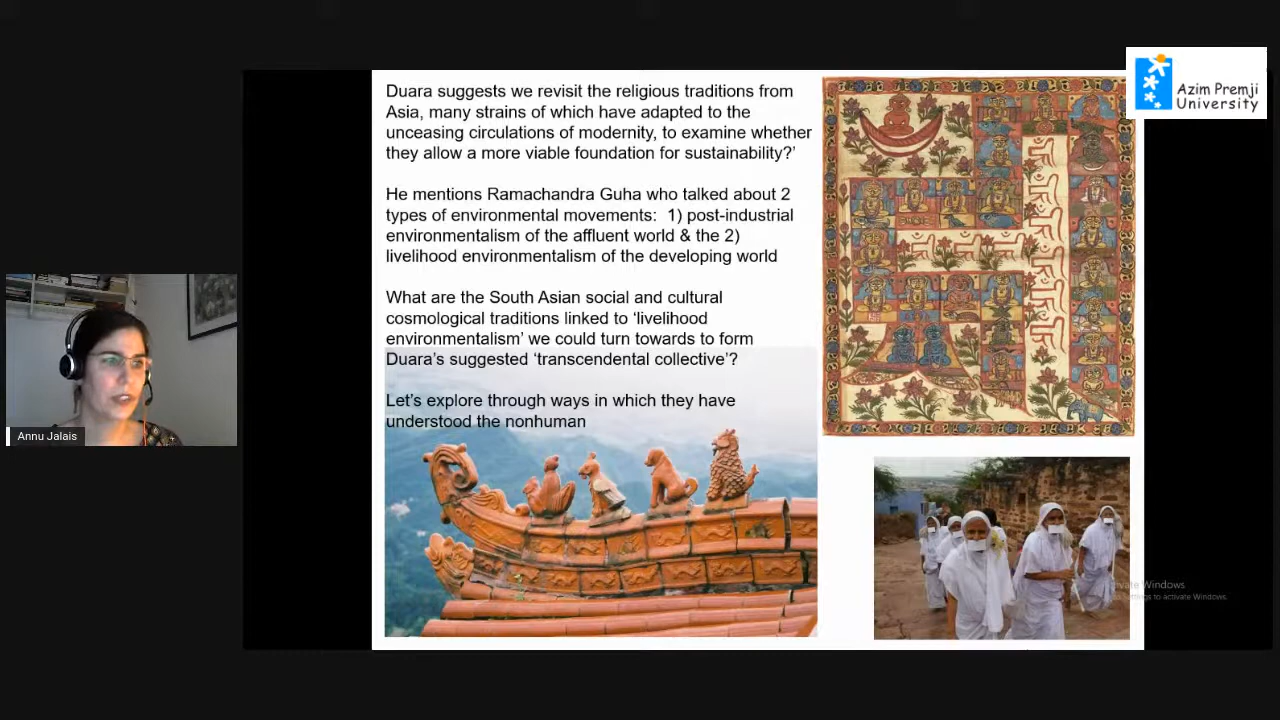 Duara suggests we revisit the religious traditions from
Asia, many strains of which have adapted to the
unceasing circulations of modernity, to examine whether
they allow a more viable foundation for sustainability?’
He mentions Ramachandra Guha who talked about 2
types of environmental movements: 1) post-industrial
environmentalism of the affluent world & the 2)
livelihood environmentalism of the developing world
What are the South Asian social and cultural
cosmological traditions linked to ‘livelihood
environmentalism’ we could turn towards to form
Duara’s suggested ‘transcendental collective’?
Let’s explore through ways in which they have
understood the nonhuman
Azim Premji
University
Annu Jalais
Windows
to activate Windows.